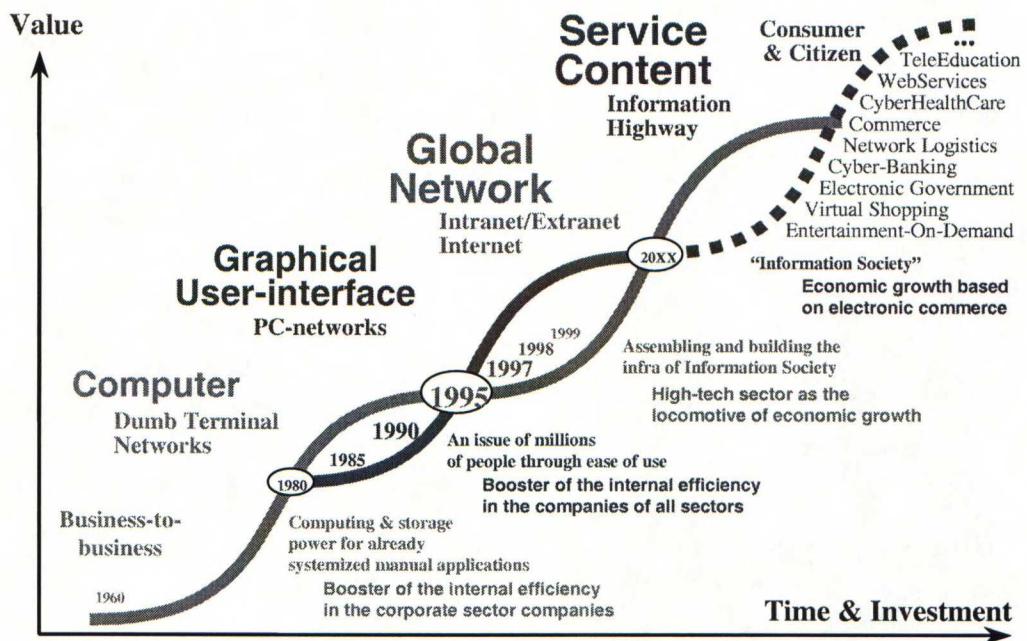 Value
Service
Content
Information
Highway
Consumer
& Citizen
...
TeleEducation
WebServices
CyberHealthCare
Commerce
Network Logistics
Cyber-Banking
Electronic Government
Virtual Shopping
Entertainment-On-Demand
Global
Network
Intranet/Extranet
Internet
20XX
"Information Society"
Economic growth based
on electronic commerce
Graphical
User-interface
PC-networks
1999
1998
1997
1995
Assembling and building the
infra of Information Society
High-tech sector as the
locomotive of economic growth
Computer
Dumb Terminal
Networks
1990
1985
1980
An issue of millions
of people through ease of use
Booster of the internal efficiency
in the companies of all sectors
Business-to-
business
1960
Computing & storage
power for already
systemized manual applications
Booster of the internal efficiency
in the corporate sector companies
Time & Investment